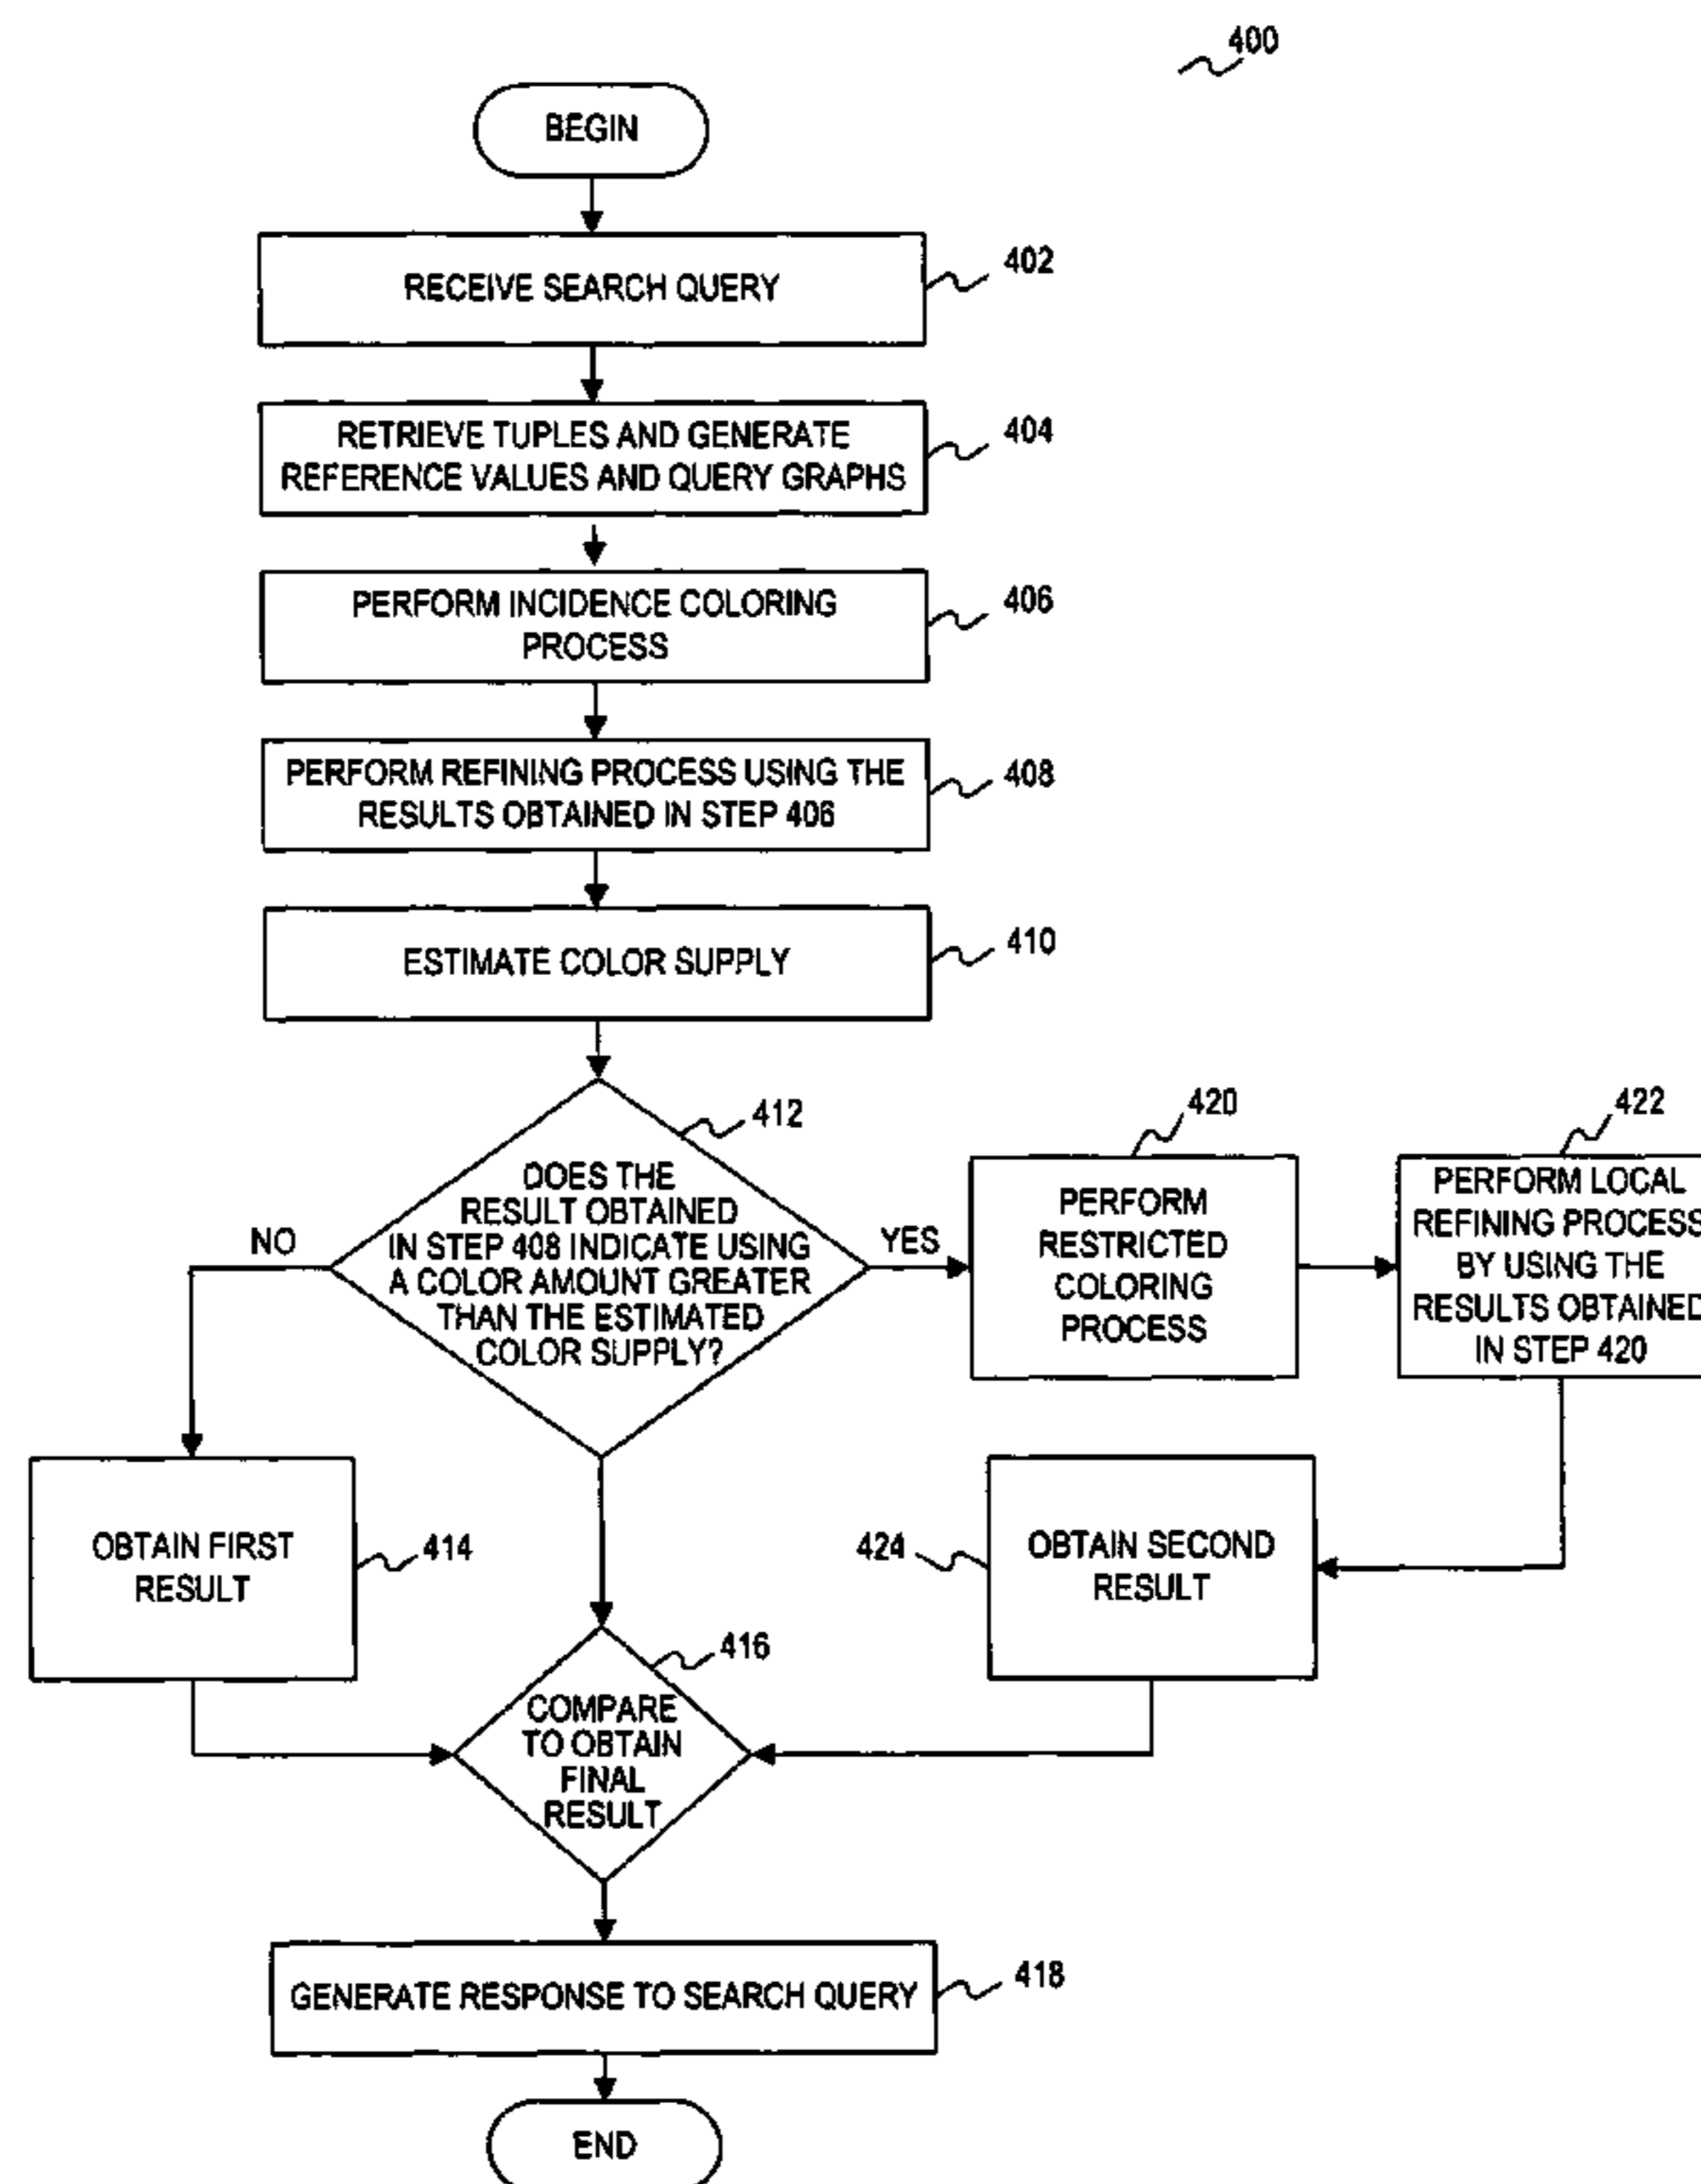 400
BEGIN
RECEIVE SEARCH QUERY
402
RETRIEVE TUPLES AND GENERATE
REFERENCE VALUES AND QUERY GRAPHS
404
PERFORM INCIDENCE COLORING
PROCESS
406
PERFORM REFINING PROCESS USING THE
RESULTS OBTAINED IN STEP 406
408
ESTIMATE COLOR SUPPLY
410
412
DOES THE
RESULT OBTAINED
IN STEP 408 INDICATE USING
A COLOR AMOUNT GREATER
THAN THE ESTIMATED
COLOR SUPPLY?
NO
YES
420
PERFORM
RESTRICTED
COLORING
PROCESS
422
PERFORM LOCAL
REFINING PROCESS
BY USING THE
RESULTS OBTAINED
IN STEP 420
OBTAIN FIRST
RESULT
414
424
OBTAIN SECOND
RESULT
416
COMPARE
TO OBTAIN
FINAL
RESULT
GENERATE RESPONSE TO SEARCH QUERY
418
END